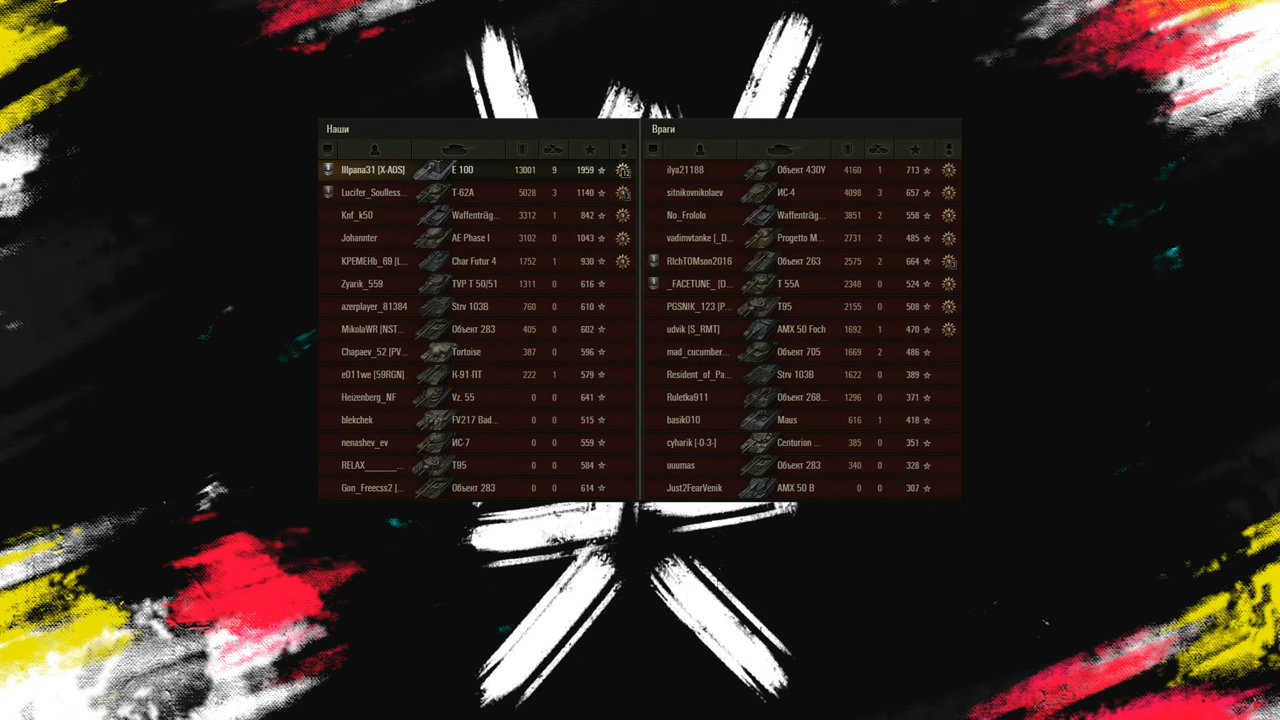 Наши
Враги
Illpana31 [X-AOS] E 100 13001 9 1959 12
ilya21188 Объект 430У 4160 1 713
Lucifer_Soulless... Т-62А 5028 3 1140
sitnikovnikolaev ИС-4 4098 3 657
Knf_k50 Waffenträg... 3312 1 842
No_Frololo Waffenträg... 3851 2 558
Johannter AE Phase I 3102 0 1043
vadimvtanke [_D... Progetto M... 2731 2 485
KPEMEHb_69 [L... Char Futur 4 1752 1 930
RIchTOMson2016 Объект 263 2575 2 664
Zyarik_559 TVP T 50/51 1311 0 616
_FACETUNE_ [D... T 55A 2348 0 524
azerplayer_81384 Strv 103B 760 0 610
PGSNIK_123 [P... T95 2155 0 508
MikolaWR [NST... Объект 283 405 0 602
udvik [S_RMT] AMX 50 Foch 1692 1 470
Chapaev_52 [PV... Tortoise 387 0 596
mad_cucumber... Объект 705 1669 2 486
e011we [59RGN] К-91-ПТ 222 1 579
Resident_of_Pa... Strv 103B 1622 0 389
Heizenberg_NF Vz. 55 0 0 641
Ruletka911 Объект 268... 1296 0 371
blekchek FV217 Bad... 0 0 515
basik010 Maus 616 1 418
nenashev_ev ИС-7 0 0 559
cyharik [-0-3-] Centurion ... 385 0 351
RELAX_______... T95 0 0 584
uuumas Объект 283 340 0 328
Gon_Freecss2 [... Объект 283 0 0 614
Just2FearVenik AMX 50 B 0 0 307